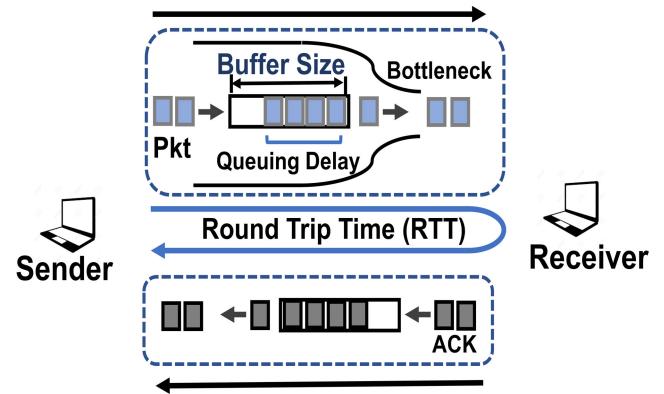 Buffer Size
Bottleneck
Pkt
Queuing Delay
Round Trip Time (RTT)
Sender
Receiver
ACK